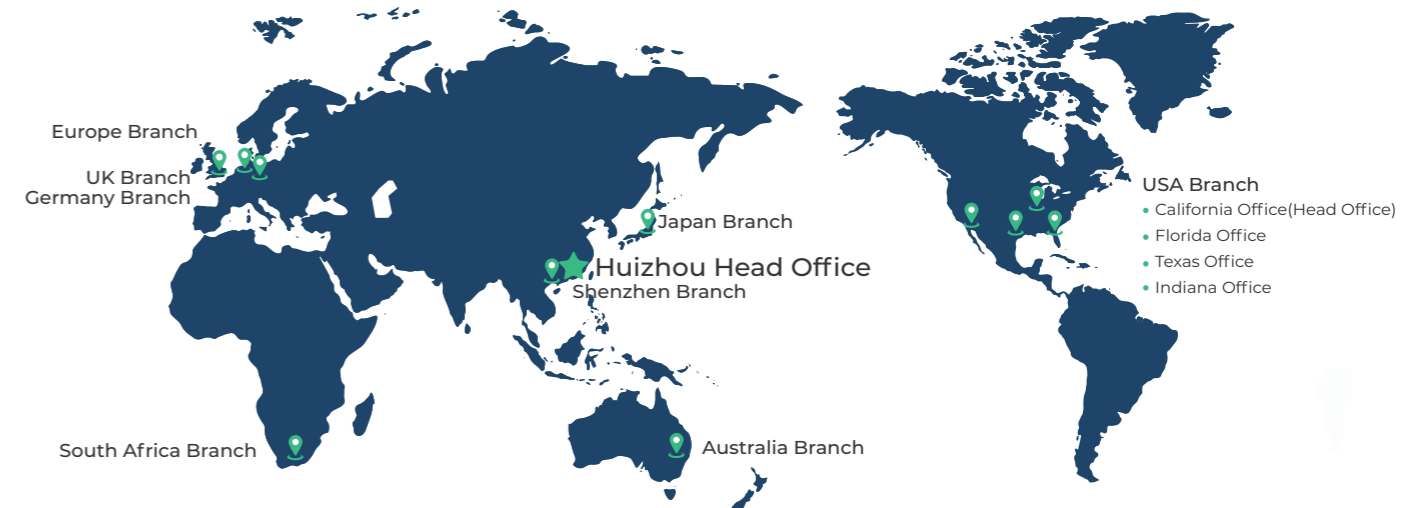 Europe Branch
UK Branch
Germany Branch
Japan Branch
Huizhou Head Office
Shenzhen Branch
South Africa Branch
Australia Branch
USA Branch
• California Office(Head Office)
• Florida Office
• Texas Office
• Indiana Office